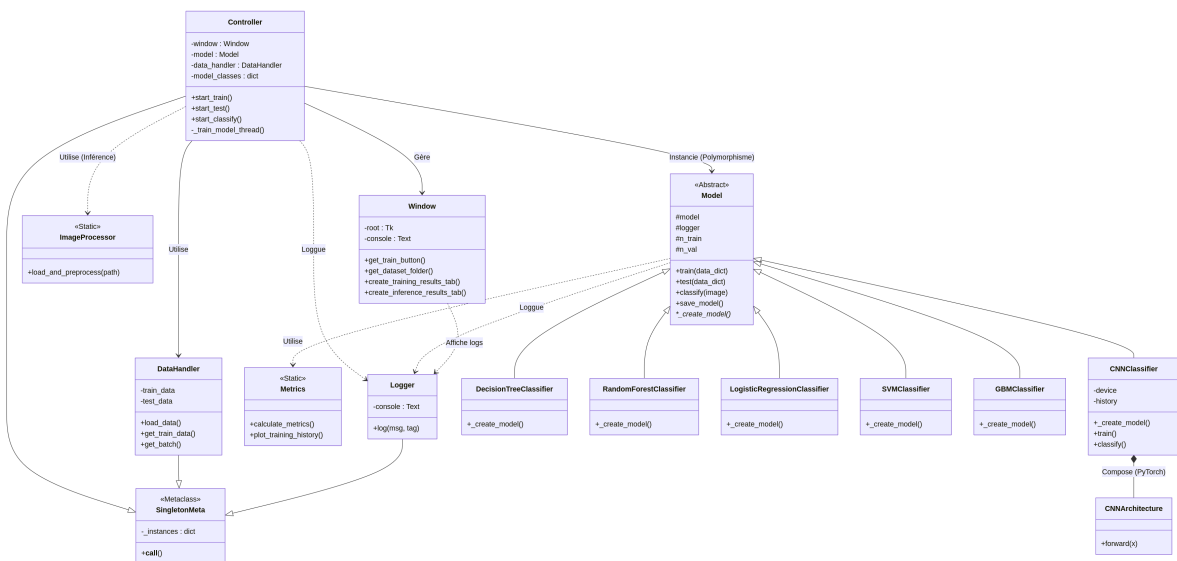 Controller
-window : Window
-model : Model
-data_handler : DataHandler
-model_classes : dict
+start_train()
+start_test()
+start_classify()
-_train_model_thread()
Utilise (Inférence)
Gère
Instancie (Polymorphisme)
«Static»
ImageProcessor
+load_and_preprocess(path)
Utilise
Loggue
Window
-root : Tk
-console : Text
+get_train_button()
+get_dataset_folder()
+create_training_results_tab()
+create_inference_results_tab()
«Abstract»
Model
#model
#logger
#n_train
#n_val
+train(data_dict)
+test(data_dict)
+classify(image)
+save_model()
*_create_model()
Loggue
Utilise
Affiche logs
DataHandler
-train_data
-test_data
+load_data()
+get_train_data()
+get_batch()
«Static»
Metrics
+calculate_metrics()
+plot_training_history()
Logger
-console : Text
+log(msg, tag)
DecisionTreeClassifier
+_create_model()
RandomForestClassifier
+_create_model()
LogisticRegressionClassifier
+_create_model()
SVMClassifier
+_create_model()
GBMClassifier
+_create_model()
CNNClassifier
-device
-history
+_create_model()
+train()
+classify()
Compose (PyTorch)
«Metaclass»
SingletonMeta
-_instances : dict
+call()
CNNArchitecture
+forward(x)